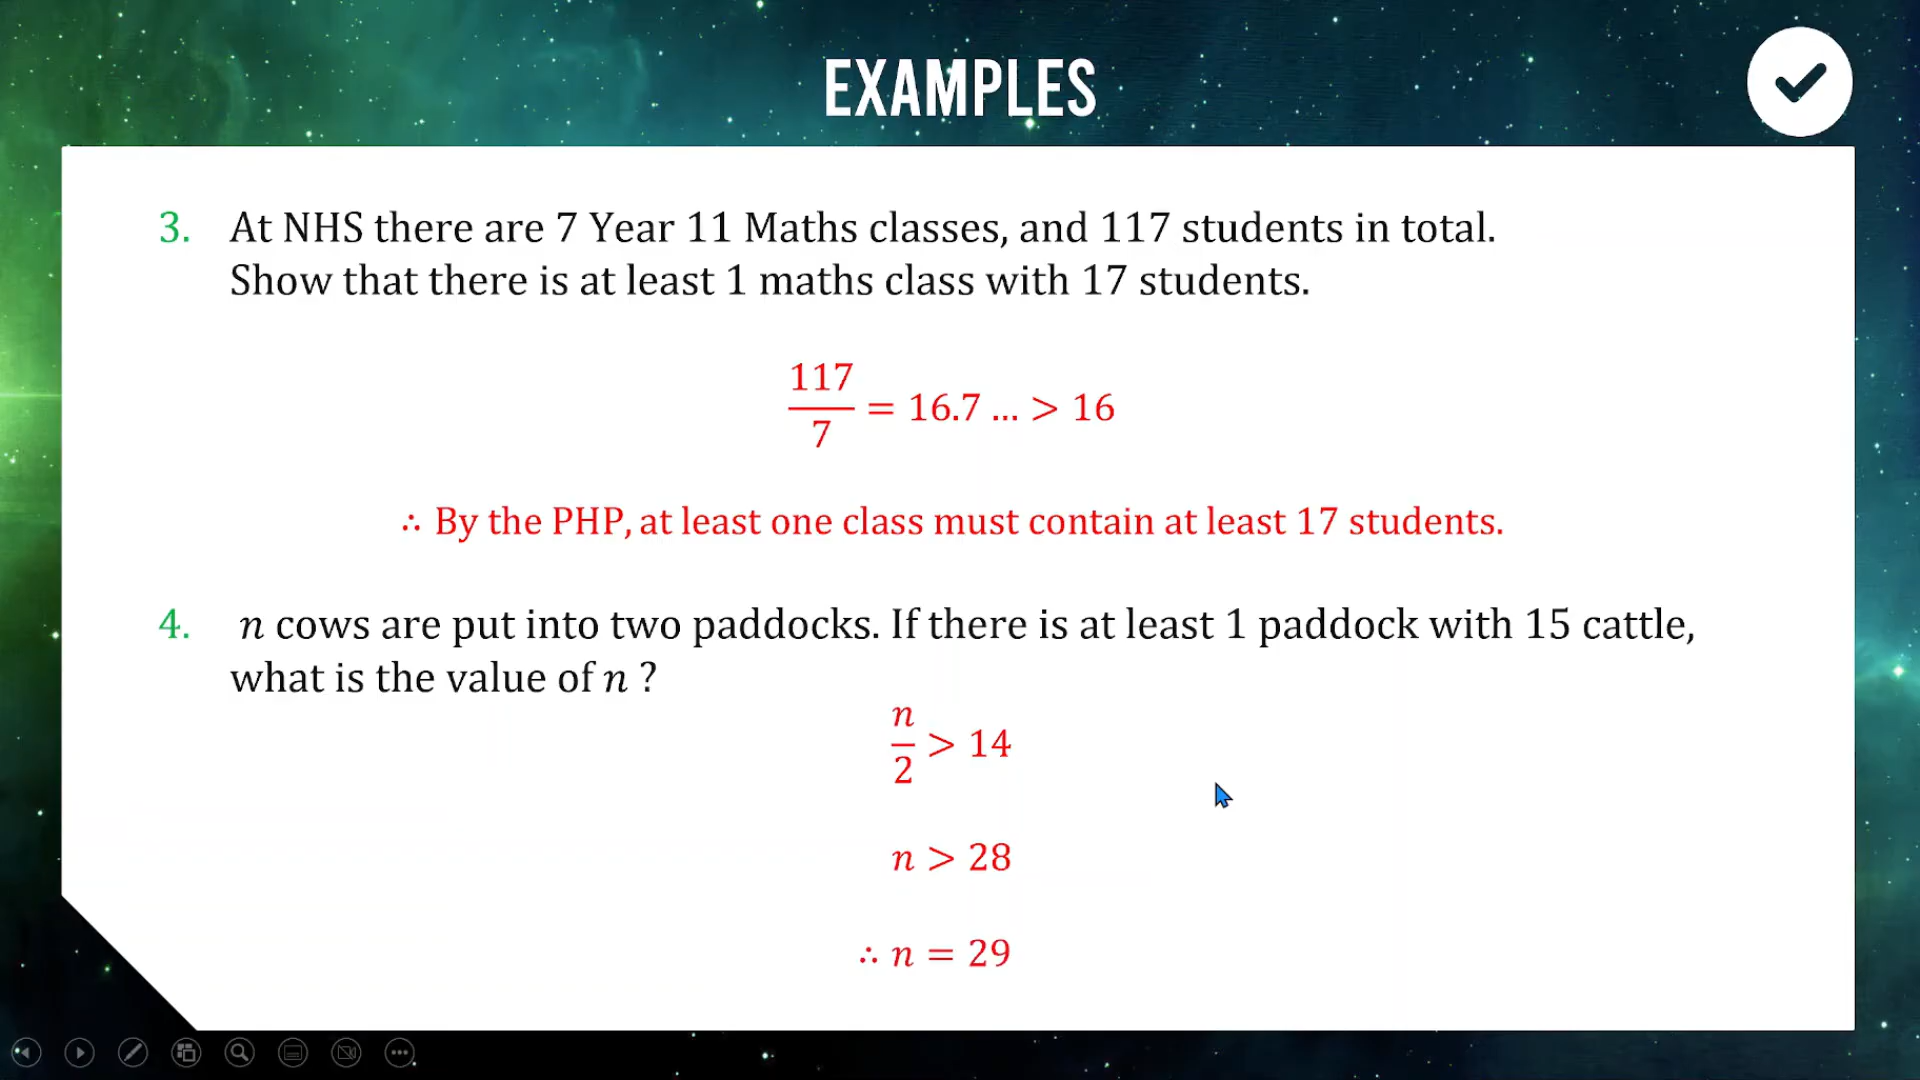 EXAMPLES
3. At NHS there are 7 Year 11 Maths classes, and 117 students in total.
Show that there is at least 1 maths class with 17 students.
117/7 = 16.7 ... > 16
∴ By the PHP, at least one class must contain at least 17 students.
4. n cows are put into two paddocks. If there is at least 1 paddock with 15 cattle,
what is the value of n ?
n/2 > 14
n > 28
∴ n = 29